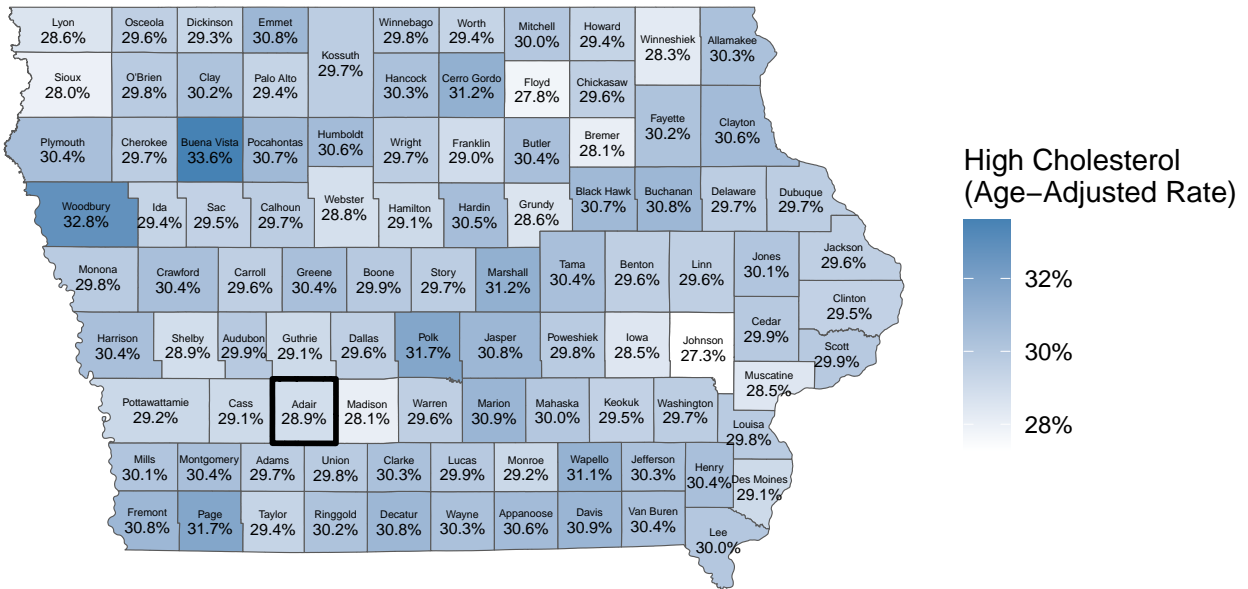 Lyon
28.6%
Osceola
29.6%
Dickinson
29.3%
Emmet
30.8%
Kossuth
29.7%
Winnebago
29.8%
Worth
29.4%
Mitchell
30.0%
Howard
29.4%
Winneshiek
28.3%
Allamakee
30.3%
Sioux
28.0%
O'Brien
29.8%
Clay
30.2%
Palo Alto
29.4%
Hancock
30.3%
Cerro Gordo
31.2%
Floyd
27.8%
Chickasaw
29.6%
Fayette
30.2%
Clayton
30.6%
Plymouth
30.4%
Cherokee
29.7%
Buena Vista
33.6%
Pocahontas
30.7%
Humboldt
30.6%
Wright
29.7%
Franklin
29.0%
Butler
30.4%
Bremer
28.1%
Woodbury
32.8%
Ida
29.4%
Sac
29.5%
Calhoun
29.7%
Webster
28.8%
Hamilton
29.1%
Hardin
30.5%
Grundy
28.6%
Black Hawk
30.7%
Buchanan
30.8%
Delaware
29.7%
Dubuque
29.7%
Monona
29.8%
Crawford
30.4%
Carroll
29.6%
Greene
30.4%
Boone
29.9%
Story
29.7%
Marshall
31.2%
Tama
30.4%
Benton
29.6%
Linn
29.6%
Jones
30.1%
Jackson
29.6%
Clinton
29.5%
Harrison
30.4%
Shelby
28.9%
Audubon
29.9%
Guthrie
29.1%
Dallas
29.6%
Polk
31.7%
Jasper
30.8%
Poweshiek
29.8%
Iowa
28.5%
Johnson
27.3%
Cedar
29.9%
Scott
29.9%
Muscatine
28.5%
Pottawattamie
29.2%
Cass
29.1%
Adair
28.9%
Madison
28.1%
Warren
29.6%
Marion
30.9%
Mahaska
30.0%
Keokuk
29.5%
Washington
29.7%
Louisa
29.8%
Mills
30.1%
Montgomery
30.4%
Adams
29.7%
Union
29.8%
Clarke
30.3%
Lucas
29.9%
Monroe
29.2%
Wapello
31.1%
Jefferson
30.3%
Henry
30.4%
Des Moines
29.1%
Fremont
30.8%
Page
31.7%
Taylor
29.4%
Ringgold
30.2%
Decatur
30.8%
Wayne
30.3%
Appanoose
30.6%
Davis
30.9%
Van Buren
30.4%
Lee
30.0%
High Cholesterol
(Age−Adjusted Rate)
32%
30%
28%